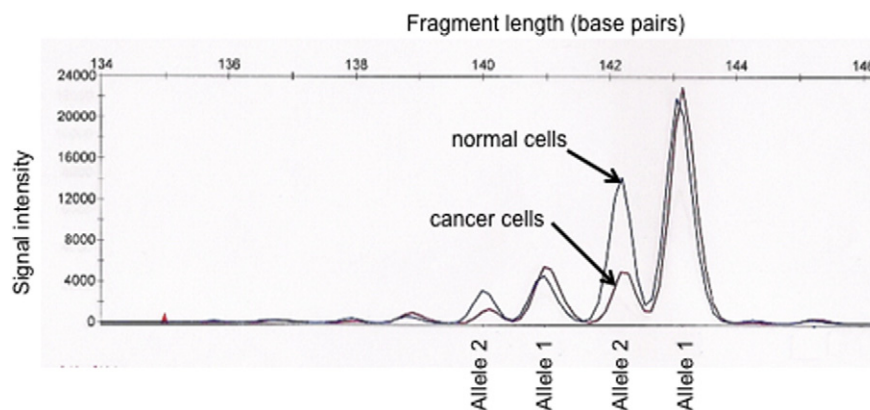 Fragment length (base pairs)
134 136 138 140 142 144 146
24000
20000
16000
12000
8000
4000
0
Signal intensity
normal cells
cancer cells
Allele 2
Allele 1
Allele 2
Allele 1